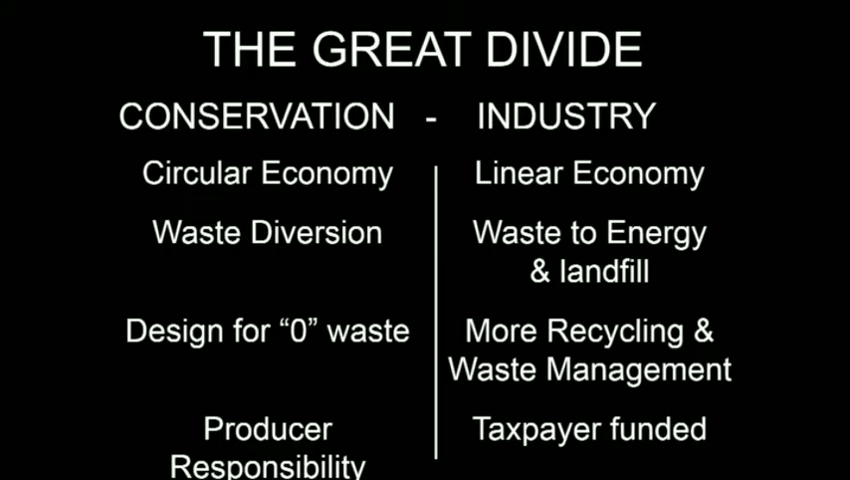 THE GREAT DIVIDE
CONSERVATION - INDUSTRY
Circular Economy
Linear Economy
Waste Diversion
Waste to Energy
& landfill
Design for “0” waste
More Recycling &
Waste Management
Producer
Responsibility
Taxpayer funded